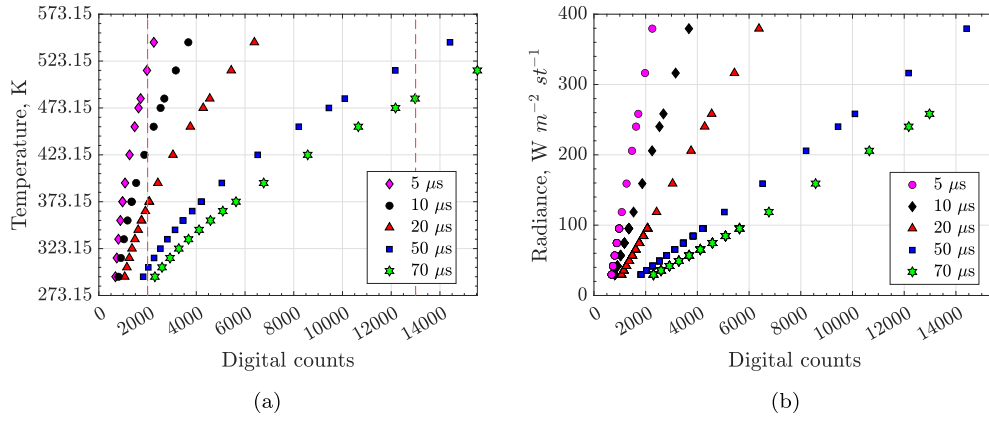 573.15
523.15
473.15
423.15
373.15
323.15
273.15
Temperature, K
0
2000
4000
6000
8000
10000
12000
14000
Digital counts
5 μs
10 μs
20 μs
50 μs
70 μs
(a)
400
300
200
100
0
Radiance, W m⁻² st⁻¹
0
2000
4000
6000
8000
10000
12000
14000
Digital counts
5 μs
10 μs
20 μs
50 μs
70 μs
(b)